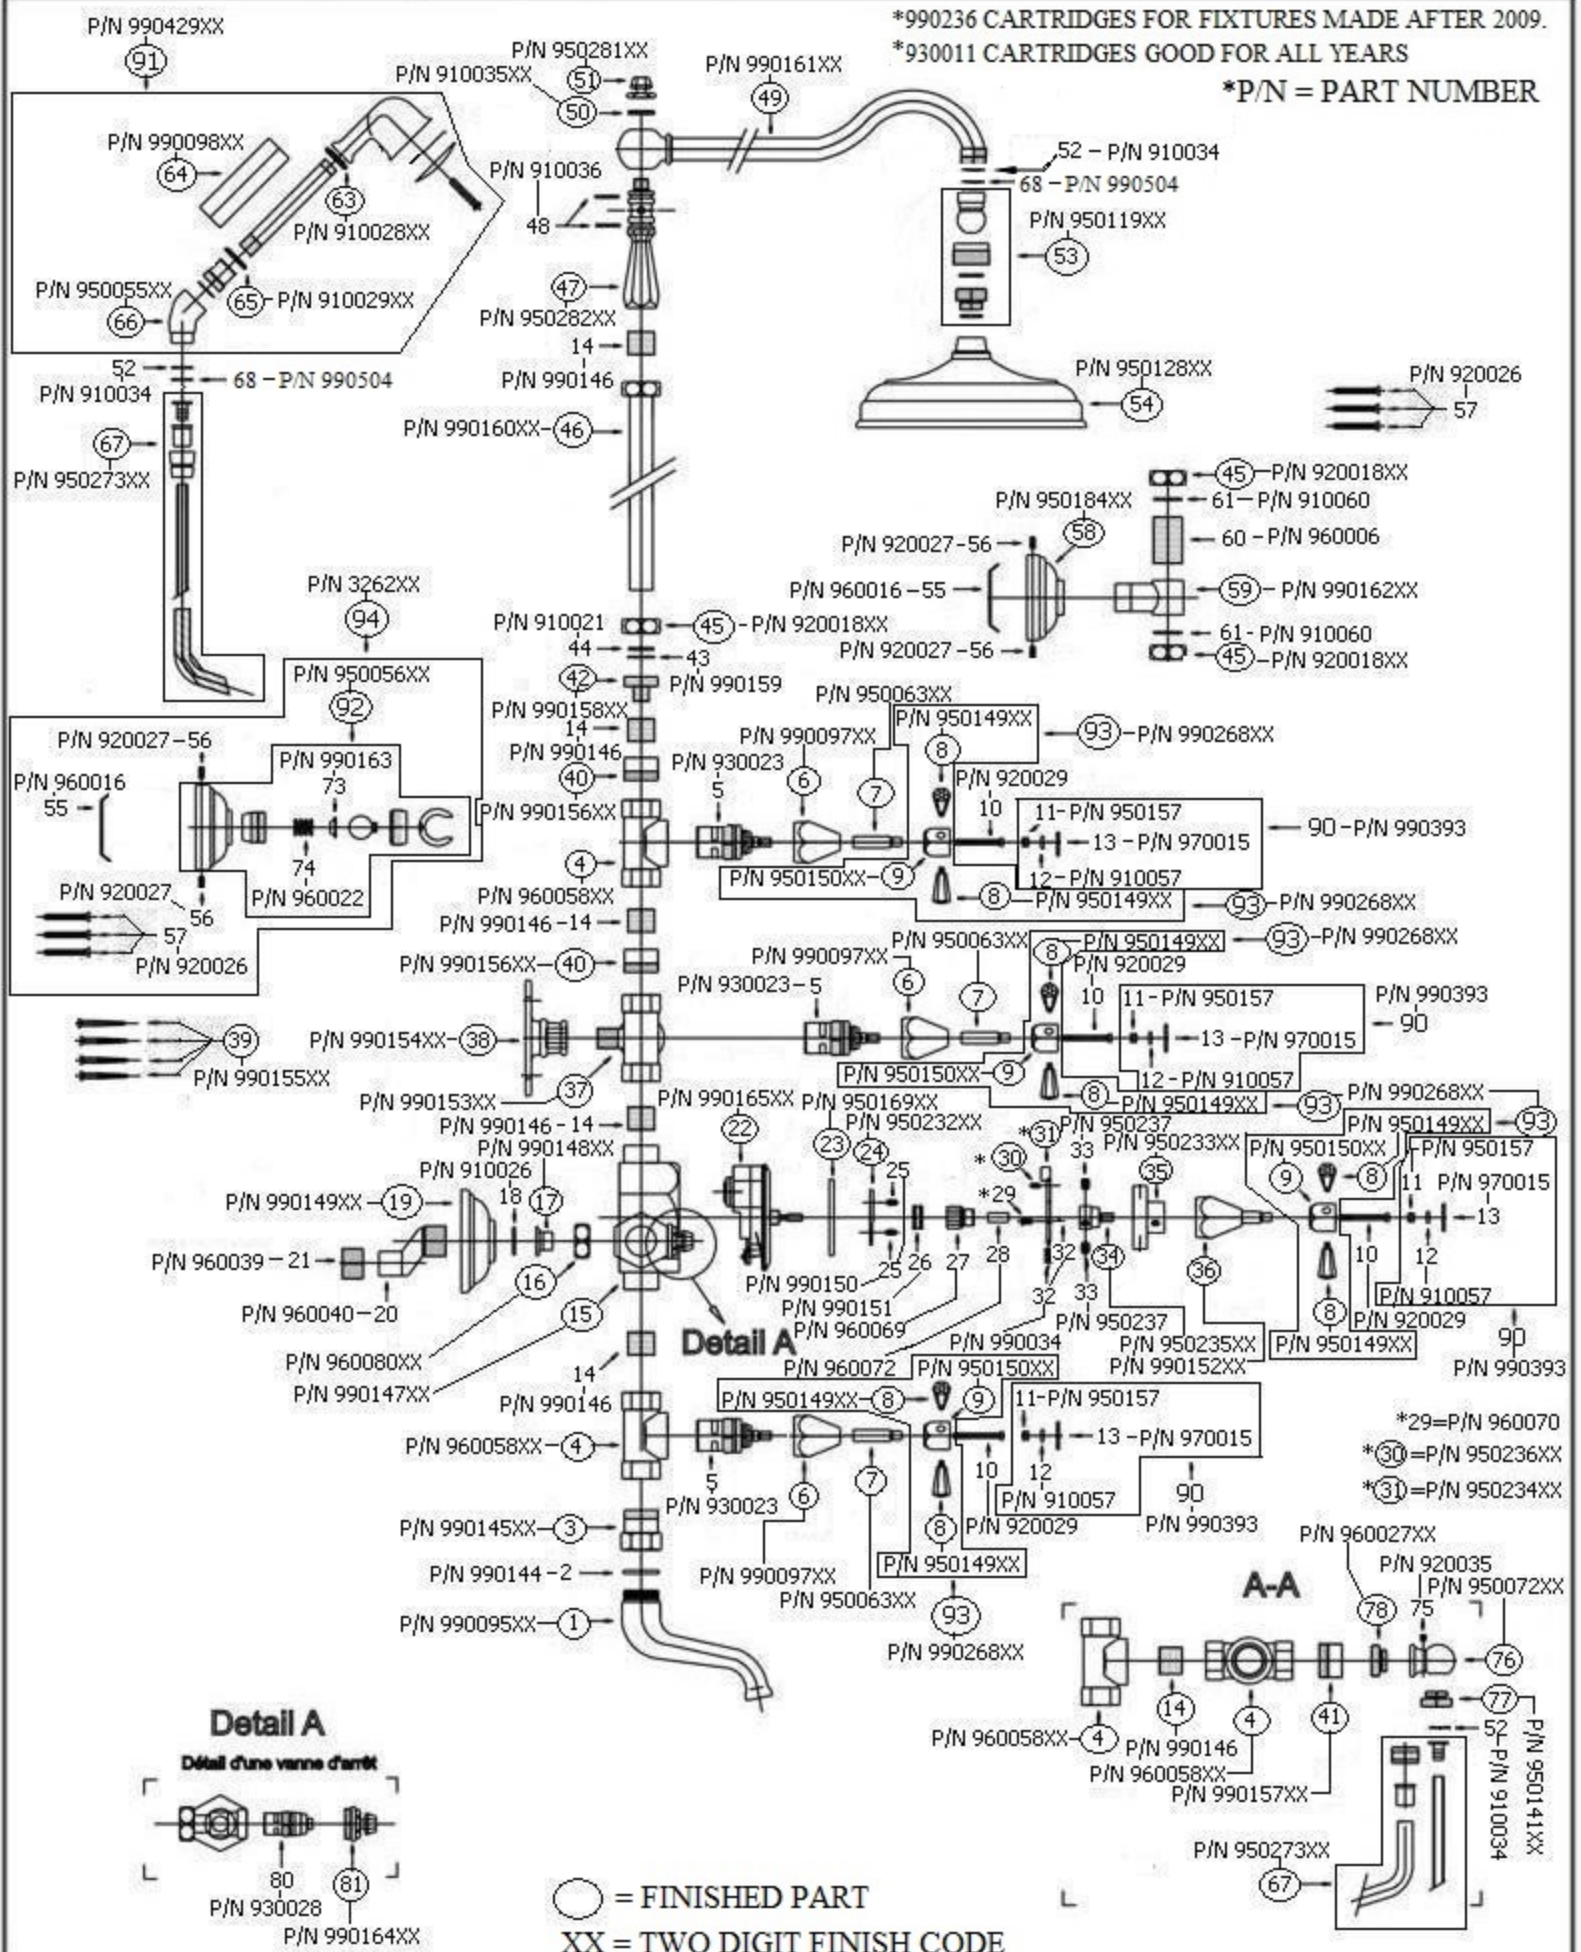 *990236 CARTRIDGES FOR FIXTURES MADE AFTER 2009.
*930011 CARTRIDGES GOOD FOR ALL YEARS
*P/N = PART NUMBER
P/N 990429XX
91
P/N 990098XX
64
63
P/N 910028XX
P/N 950055XX
66
65 - P/N 910029XX
52
P/N 910034
68 - P/N 990504
67
P/N 950273XX
P/N 950281XX
51
P/N 910035XX
50
P/N 990161XX
49
P/N 910036
48
47
P/N 950282XX
14
P/N 990146
P/N 990160XX-46
52 - P/N 910034
68 - P/N 990504
P/N 950119XX
53
P/N 950128XX
54
P/N 920026
57
45-P/N 920018XX
61-P/N 910060
60 - P/N 960006
59 - P/N 990162XX
61- P/N 910060
45-P/N 920018XX
P/N 950184XX
58
P/N 920027-56
P/N 960016-55
P/N 920027-56
P/N 3262XX
94
P/N 950056XX
92
P/N 920027-56
P/N 990163
73
P/N 960016
55
74
P/N 960022
P/N 920027
56
57
P/N 920026
P/N 910021
44
45 - P/N 920018XX
43
P/N 990159
42
P/N 990158XX
14
P/N 990146
40
P/N 990156XX
4
P/N 960058XX
P/N 930023
5
P/N 990097XX
6
P/N 950063XX
7
P/N 950149XX
8
93-P/N 990268XX
P/N 920029
10
11-P/N 950157
13 - P/N 970015
12-P/N 910057
90-P/N 990393
P/N 950150XX-9
8-P/N 950149XX
93-P/N 990268XX
P/N 990146-14
P/N 990156XX-40
P/N 990154XX-38
39
P/N 990155XX
P/N 990153XX-37
P/N 990146-14
P/N 930023-5
P/N 990097XX
6
P/N 950063XX
7
8
P/N 950149XX
93-P/N 990268XX
P/N 920029
10
11-P/N 950157
13 -P/N 970015
12-P/N 910057
P/N 990393
90
P/N 950150XX-9
8
P/N 950149XX
93
P/N 990268XX
93
P/N 990148XX
17
P/N 910026
18
P/N 990149XX-19
P/N 960039-21
P/N 960040-20
16
P/N 960080XX
15
P/N 990147XX
P/N 990165XX
22
P/N 950169XX
23
P/N 950232XX
24
25
25
P/N 990150
26
P/N 990151
27
P/N 960069
28
P/N 960072
*29
*30
*31
32
32
P/N 990034
P/N 950237
33
33
P/N 950237
34
P/N 950235XX
P/N 950233XX
35
36
P/N 990152XX
P/N 950150XX
9
P/N 950149XX
8
8
P/N 950149XX
10
P/N 920029
P/N 950157
11
P/N 970015
13
12
P/N 910057
90
P/N 990393
Detail A
14
P/N 990146
P/N 960058XX-4
5
P/N 930023
6
P/N 990097XX
7
P/N 950063XX
P/N 950149XX-8
P/N 950150XX
9
8
P/N 950149XX
93
P/N 990268XX
10
P/N 920029
11-P/N 950157
13 -P/N 970015
12
P/N 910057
90
P/N 990393
*29=P/N 960070
*30=P/N 950236XX
*31=P/N 950234XX
P/N 990145XX-3
P/N 990144-2
P/N 990095XX-1
A-A
P/N 960027XX
78
P/N 920035
75
P/N 950072XX
76
77
P/N 950141XX
52-P/N 910034
P/N 960058XX-4
14
P/N 990146
4
P/N 960058XX
41
P/N 990157XX
P/N 950273XX
67
Detail A
Détail d'une vanne d'arrêt
80
P/N 930028
81
P/N 990164XX
= FINISHED PART
XX = TWO DIGIT FINISH CODE